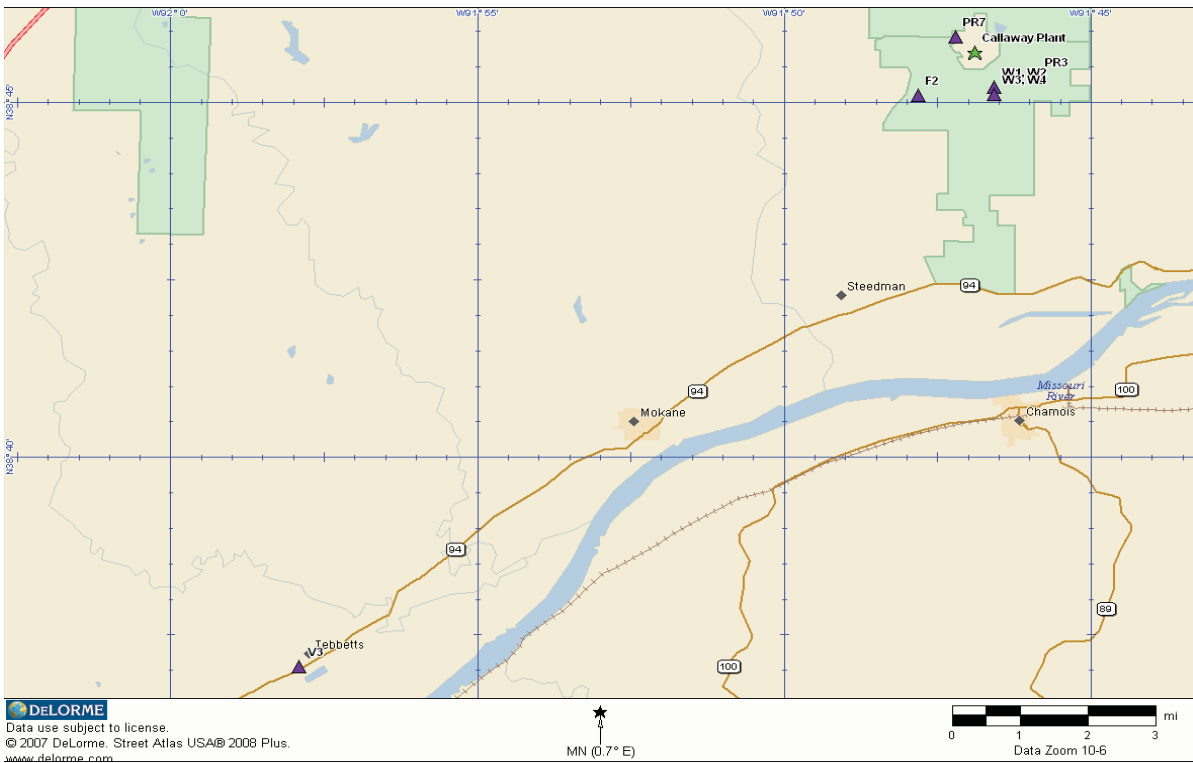 W92° 0'
W91° 55'
W91° 50'
W91° 45'
PR7
Callaway Plant
PR3
W1, W2
W3, W4
F2
N38° 45'
Steedman
94
Missouri
River
100
94
Mokane
Chamois
N38° 40'
94
89
Tebbetts
V3
100
DELORME
Data use subject to license.
© 2007 DeLorme. Street Atlas USA® 2008 Plus.
www.delorme.com
MN (0.7° E)
mi
0 1 2 3
Data Zoom 10-6